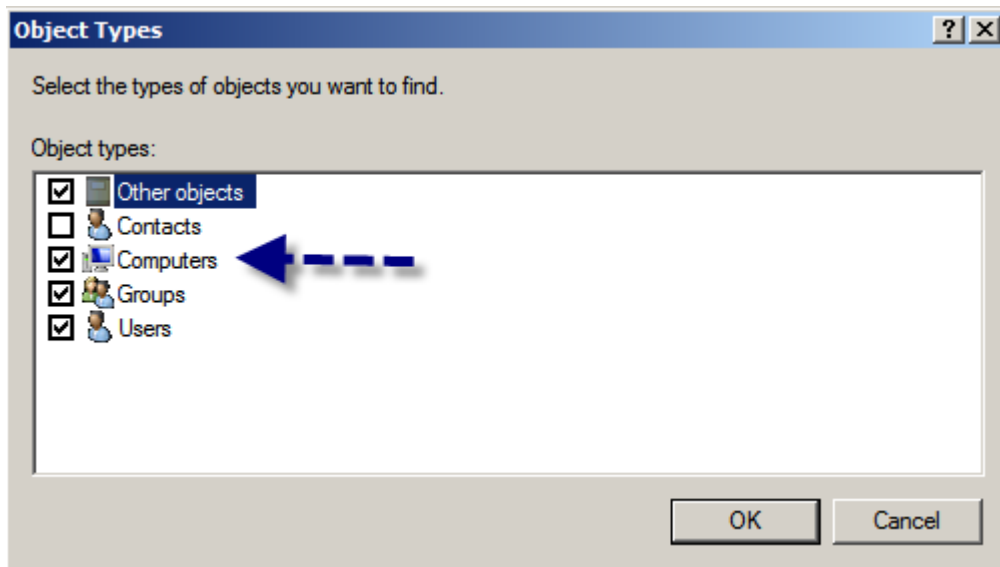 Object Types
Select the types of objects you want to find.
Object types:
Other objects
Contacts
Computers
Groups
Users
OK
Cancel